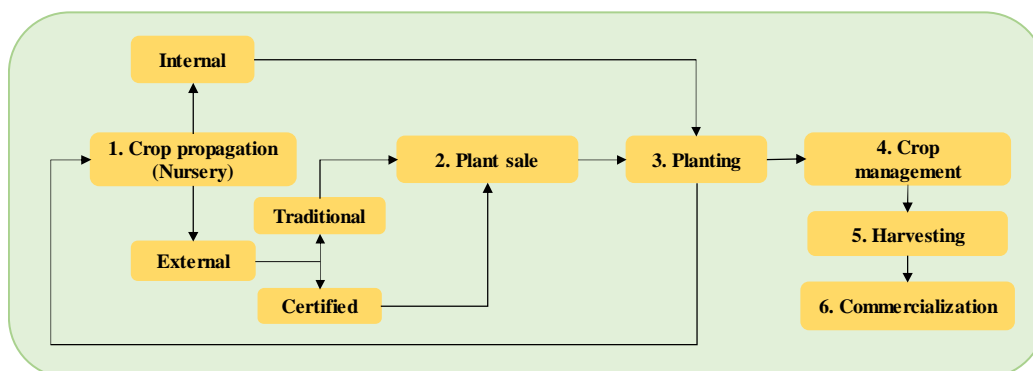 Internal
1. Crop propagation
(Nursery)
2. Plant sale
3. Planting
4. Crop
management
Traditional
External
Certified
5. Harvesting
6. Commercialization